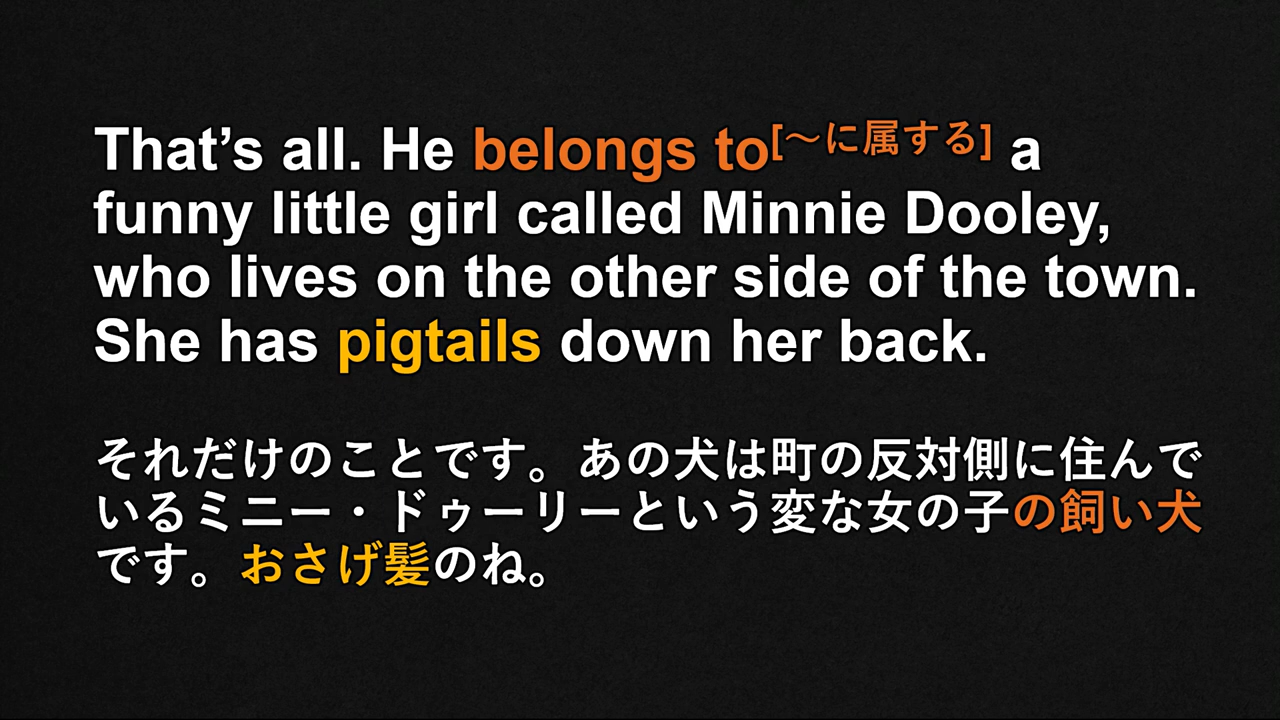 That’s all. He belongs to[～に属する] a
funny little girl called Minnie Dooley,
who lives on the other side of the town.
She has pigtails down her back.
それだけのことです。あの犬は町の反対側に住んで
いるミニー・ドゥーリーという変な女の子の飼い犬
です。おさげ髪のね。